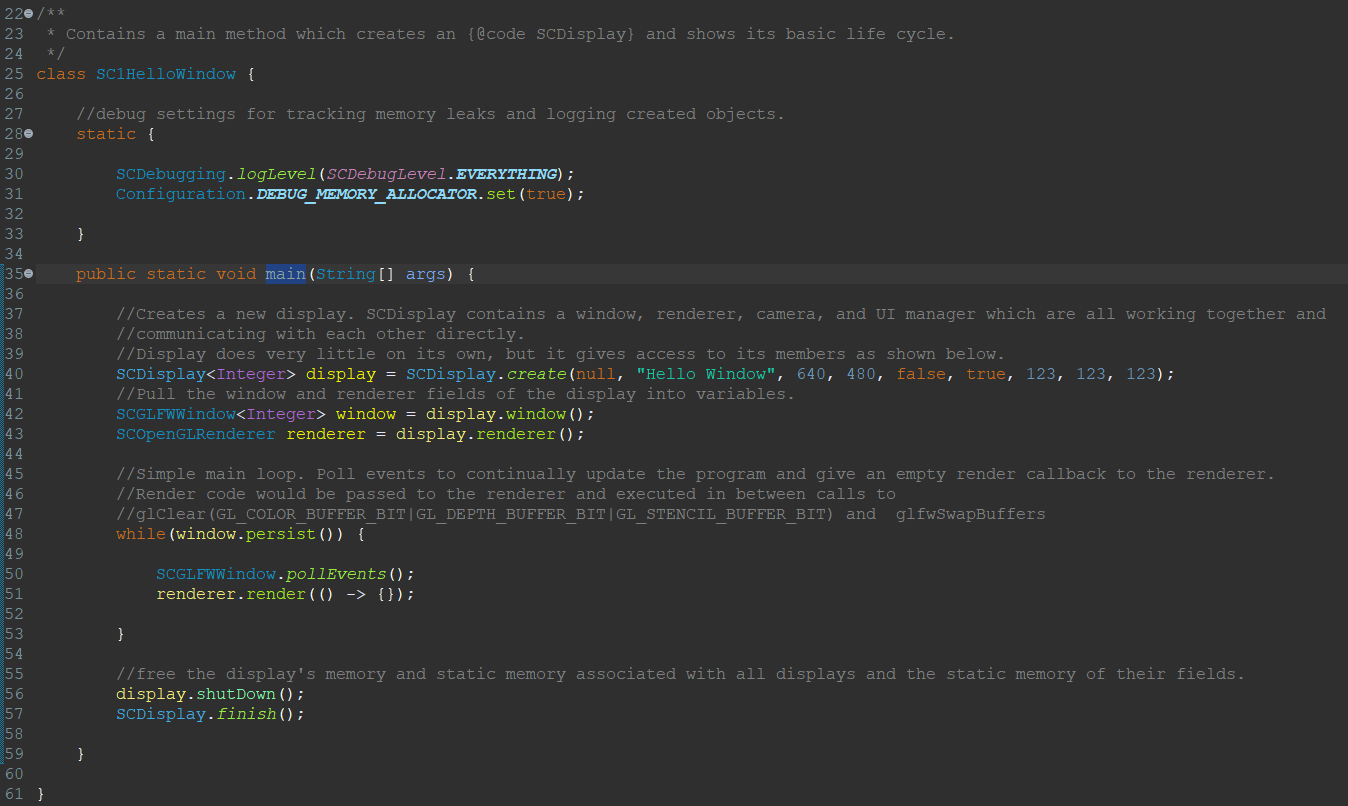 22 /**
23  * Contains a main method which creates an {@code SCDisplay} and shows its basic life cycle.
24  */
25 class SC1HelloWindow {
26
27     //debug settings for tracking memory leaks and logging created objects.
28     static {
29
30         SCDebugging.logLevel(SCDebugLevel.EVERYTHING);
31         Configuration.DEBUG_MEMORY_ALLOCATOR.set(true);
32
33     }
34
35     public static void main(String[] args) {
36
37         //Creates a new display. SCDisplay contains a window, renderer, camera, and UI manager which are all working together and
38         //communicating with each other directly.
39         //Display does very little on its own, but it gives access to its members as shown below.
40         SCDisplay<Integer> display = SCDisplay.create(null, "Hello Window", 640, 480, false, true, 123, 123, 123);
41         //Pull the window and renderer fields of the display into variables.
42         SCGLFWWindow<Integer> window = display.window();
43         SCOpenGLRenderer renderer = display.renderer();
44
45         //Simple main loop. Poll events to continually update the program and give an empty render callback to the renderer.
46         //Render code would be passed to the renderer and executed in between calls to
47         //glClear(GL_COLOR_BUFFER_BIT|GL_DEPTH_BUFFER_BIT|GL_STENCIL_BUFFER_BIT) and  glfwSwapBuffers
48         while(window.persist()) {
49
50             SCGLFWWindow.pollEvents();
51             renderer.render(() -> {});
52
53         }
54
55         //free the display's memory and static memory associated with all displays and the static memory of their fields.
56         display.shutDown();
57         SCDisplay.finish();
58
59     }
60
61 }